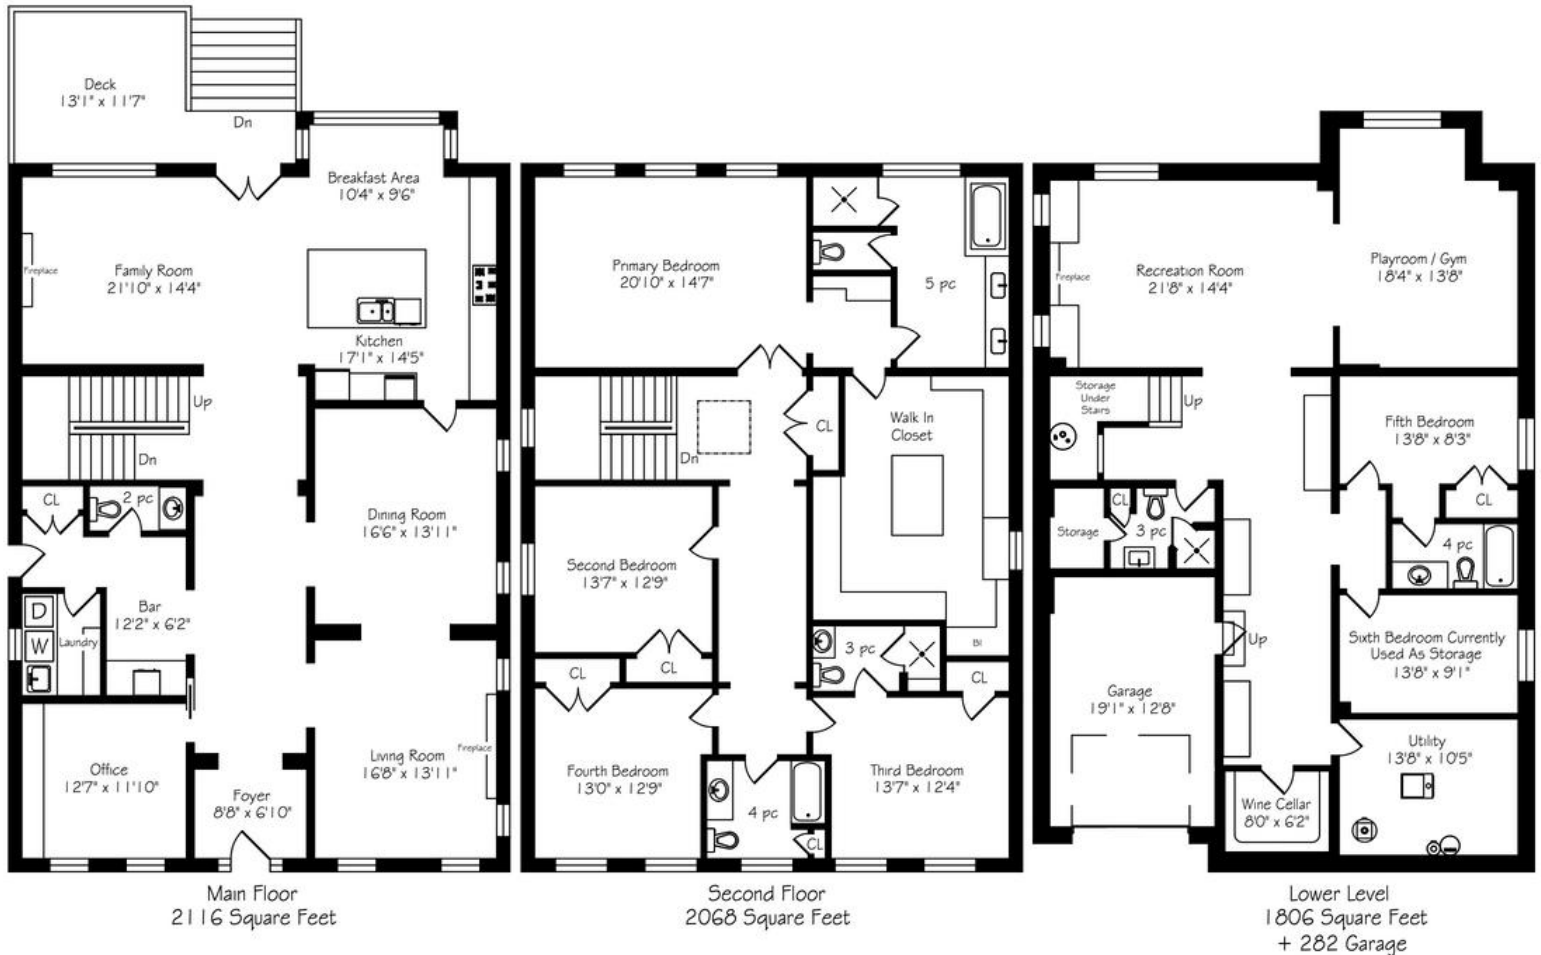 Deck
13'1" x 11'7"
Dn
Breakfast Area
10'4" x 9'6"
Fireplace
Family Room
21'10" x 14'4"
Kitchen
17'1" x 14'5"
Up
Dn
CL
2 pc
Dining Room
16'6" x 13'11"
Bar
12'2" x 6'2"
D
W
Laundry
Office
12'7" x 11'10"
Foyer
8'8" x 6'10"
Living Room
16'8" x 13'11"
Fireplace
Main Floor
2116 Square Feet
Primary Bedroom
20'10" x 14'7"
5 pc
Dn
CL
Walk In
Closet
Second Bedroom
13'7" x 12'9"
CL
CL
3 pc
BI
CL
Fourth Bedroom
13'0" x 12'9"
4 pc
CL
Third Bedroom
13'7" x 12'4"
Second Floor
2068 Square Feet
Fireplace
Recreation Room
21'8" x 14'4"
Playroom / Gym
18'4" x 13'8"
Storage
Under
Stairs
Up
Fifth Bedroom
13'8" x 8'3"
CL
Storage
CL
3 pc
4 pc
Up
Sixth Bedroom Currently
Used As Storage
13'8" x 9'1"
Garage
19'1" x 12'8"
Utility
13'8" x 10'5"
Wine Cellar
8'0" x 6'2"
Lower Level
1806 Square Feet
+ 282 Garage